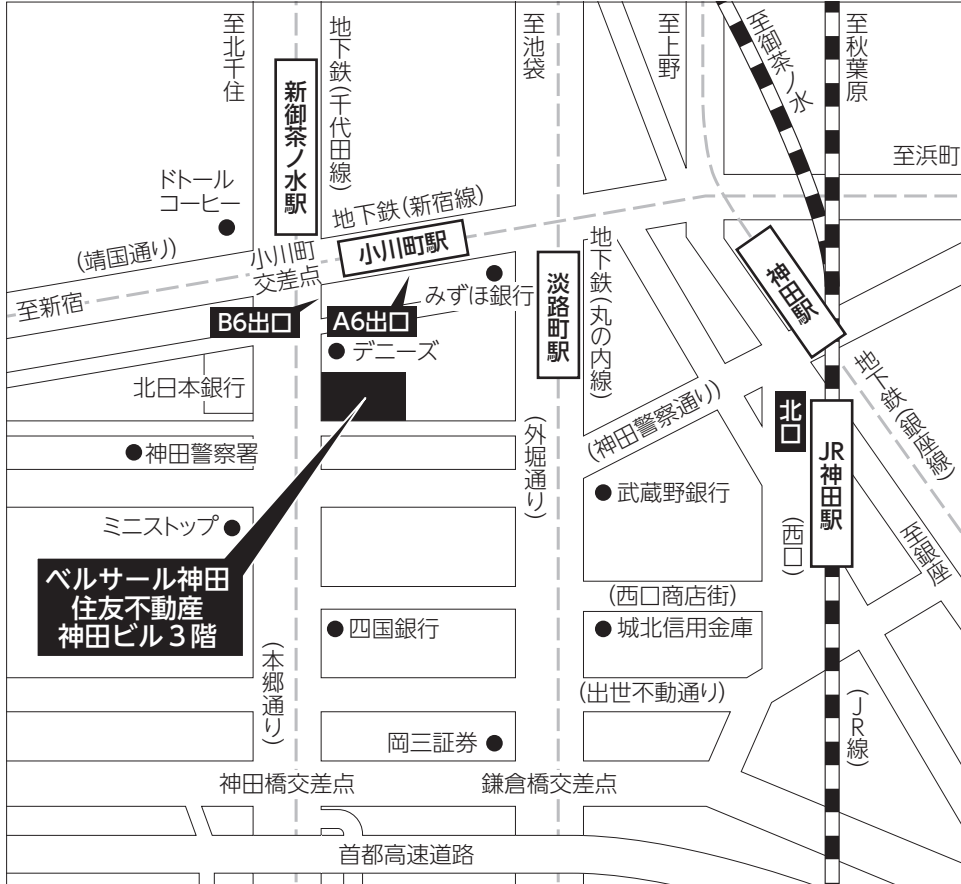 至北千住
地下鉄(千代田線)
至池袋
至上野
至御茶ノ水
至秋葉原
新御茶ノ水駅
至浜町
ドトール
コーヒー
地下鉄(新宿線)
(靖国通り)
小川町
交差点
小川町駅
至新宿
B6出口
A6出口
みずほ銀行
淡路町駅
地下鉄(丸の内線)
神田駅
デニーズ
北日本銀行
地下鉄(銀座線)
(神田警察通り)
北口
JR神田駅
(外堀通り)
神田警察署
武蔵野銀行
ミニストップ
(西口)
至銀座
ベルサール神田
住友不動産
神田ビル3階
(西口商店街)
四国銀行
城北信用金庫
(本郷通り)
(出世不動通り)
(JR線)
岡三証券
神田橋交差点
鎌倉橋交差点
首都高速道路